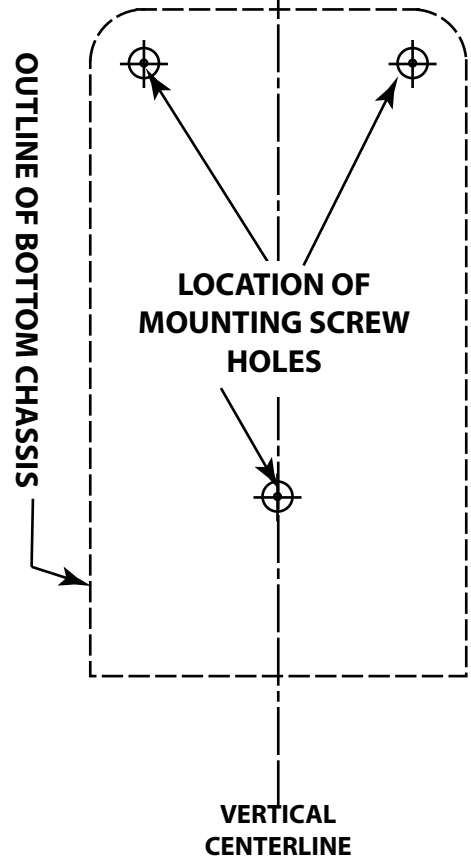 OUTLINE OF BOTTOM CHASSIS
LOCATION OF
MOUNTING SCREW
HOLES
VERTICAL
CENTERLINE